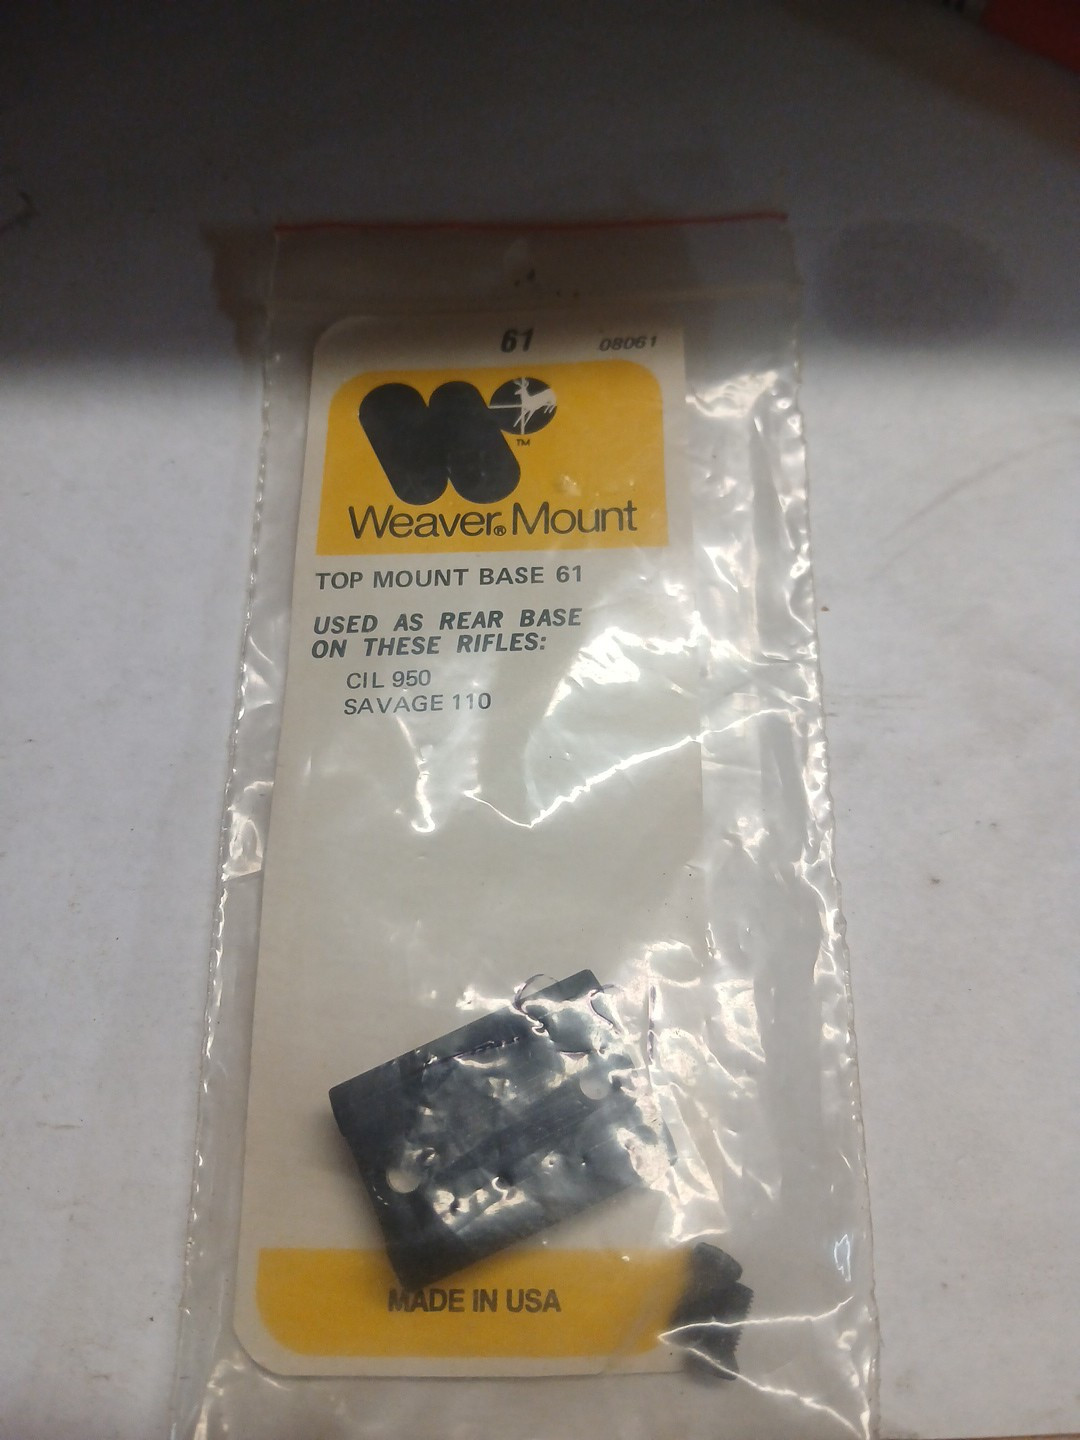 61 08061
TM
Weaver® Mount
TOP MOUNT BASE 61
USED AS REAR BASE
ON THESE RIFLES:
CIL 950
SAVAGE 110
MADE IN USA